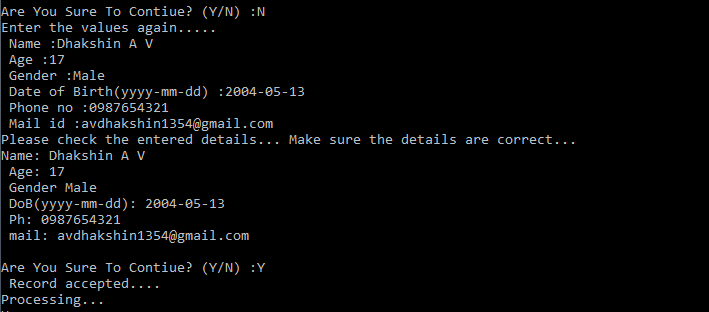 Are You Sure To Contiue? (Y/N) :N
Enter the values again.....
Name :Dhakshin A V
Age :17
Gender :Male
Date of Birth(yyyy-mm-dd) :2004-05-13
Phone no :0987654321
Mail id :avdhakshin1354@gmail.com
Please check the entered details... Make sure the details are correct...
Name: Dhakshin A V
Age: 17
Gender Male
DoB(yyyy-mm-dd): 2004-05-13
Ph: 0987654321
mail: avdhakshin1354@gmail.com
Are You Sure To Contiue? (Y/N) :Y
Record accepted....
Processing...